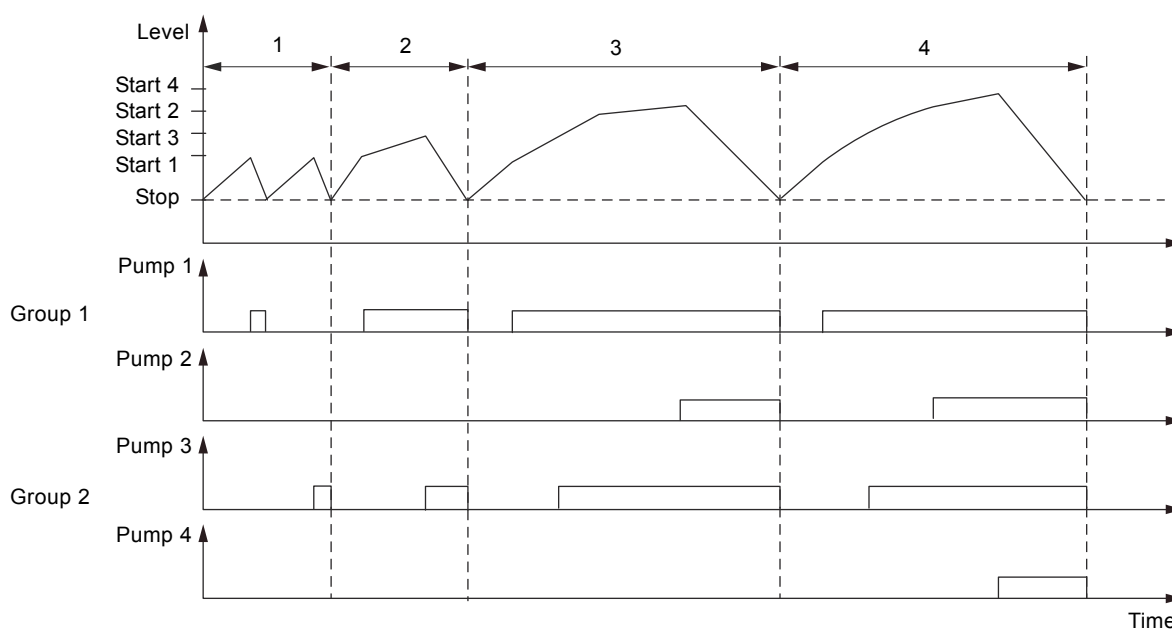 Level
1
2
3
4
Start 4
Start 2
Start 3
Start 1
Stop
Pump 1
Group 1
Pump 2
Pump 3
Group 2
Pump 4
Time